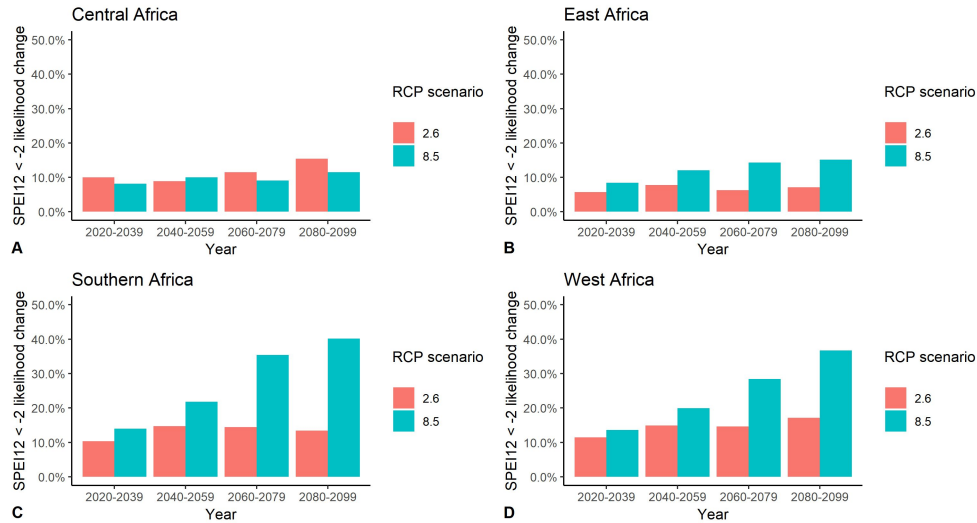 Central Africa
SPEI12 < -2 likelihood change
50.0%
40.0%
30.0%
20.0%
10.0%
0.0%
2020-2039 2040-2059 2060-2079 2080-2099
Year
A
RCP scenario
2.6
8.5
East Africa
SPEI12 < -2 likelihood change
50.0%
40.0%
30.0%
20.0%
10.0%
0.0%
2020-2039 2040-2059 2060-2079 2080-2099
Year
B
RCP scenario
2.6
8.5
Southern Africa
SPEI12 < -2 likelihood change
50.0%
40.0%
30.0%
20.0%
10.0%
0.0%
2020-2039 2040-2059 2060-2079 2080-2099
Year
C
RCP scenario
2.6
8.5
West Africa
SPEI12 < -2 likelihood change
50.0%
40.0%
30.0%
20.0%
10.0%
0.0%
2020-2039 2040-2059 2060-2079 2080-2099
Year
D
RCP scenario
2.6
8.5